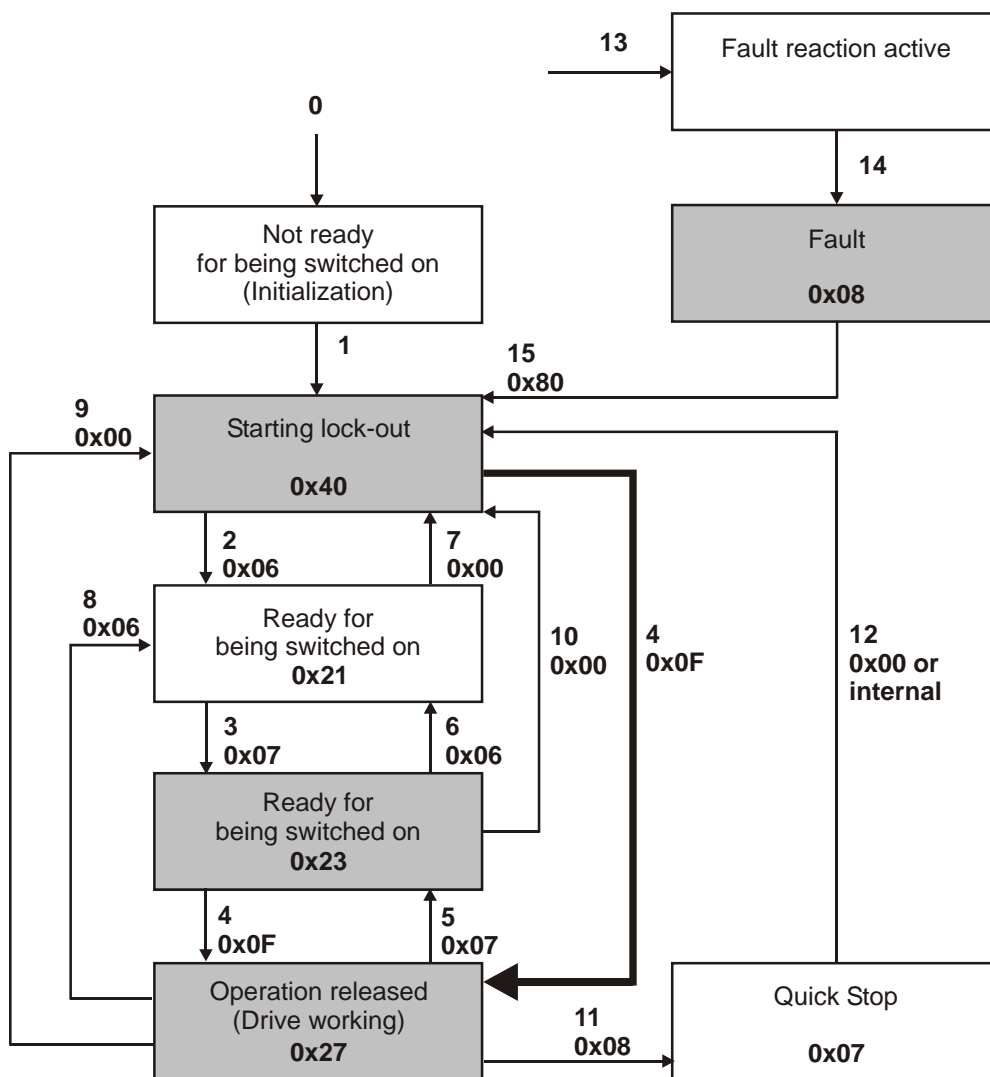 13
Fault reaction active
0
14
Not ready
for being switched on
(Initialization)
Fault
0x08
1
15
0x80
9
0x00
Starting lock-out
0x40
2
0x06
7
0x00
8
0x06
Ready for
being switched on
0x21
10
0x00
4
0x0F
12
0x00 or
internal
3
0x07
6
0x06
Ready for
being switched on
0x23
4
0x0F
5
0x07
Operation released
(Drive working)
0x27
11
0x08
Quick Stop
0x07